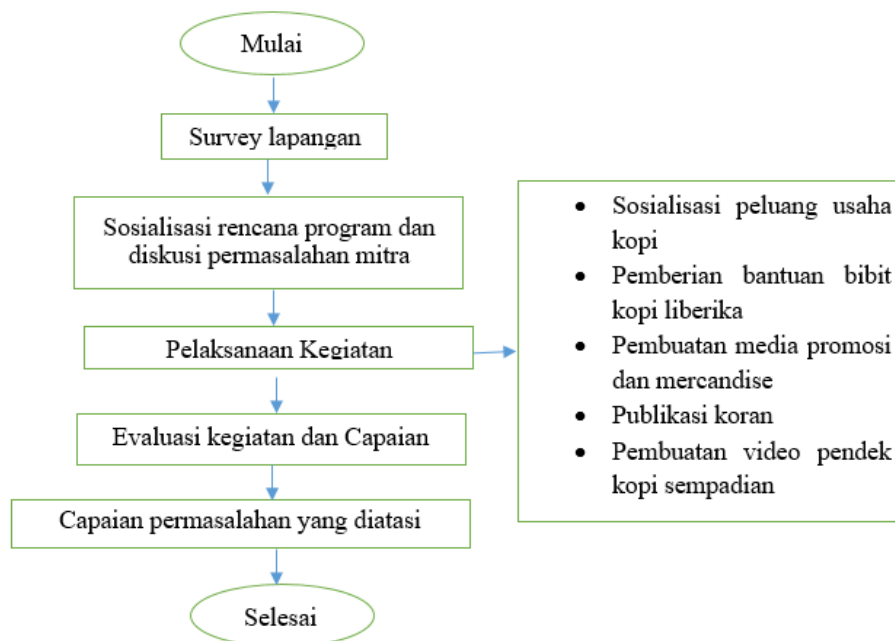 Mulai
Survey lapangan
Sosialisasi rencana program dan
diskusi permasalahan mitra
Pelaksanaan Kegiatan
• Sosialisasi peluang usaha
kopi
• Pemberian bantuan bibit
kopi liberika
• Pembuatan media promosi
dan mercandise
• Publikasi koran
• Pembuatan video pendek
kopi sempadian
Evaluasi kegiatan dan Capaian
Capaian permasalahan yang diatasi
Selesai